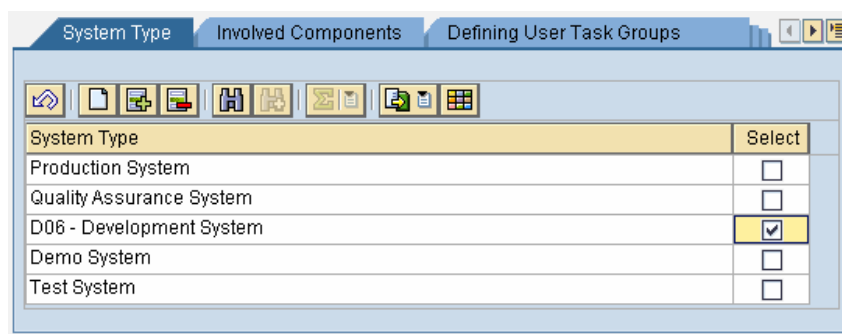 System Type Involved Components Defining User Task Groups
System Type Select
Production System
Quality Assurance System
D06 - Development System
Demo System
Test System